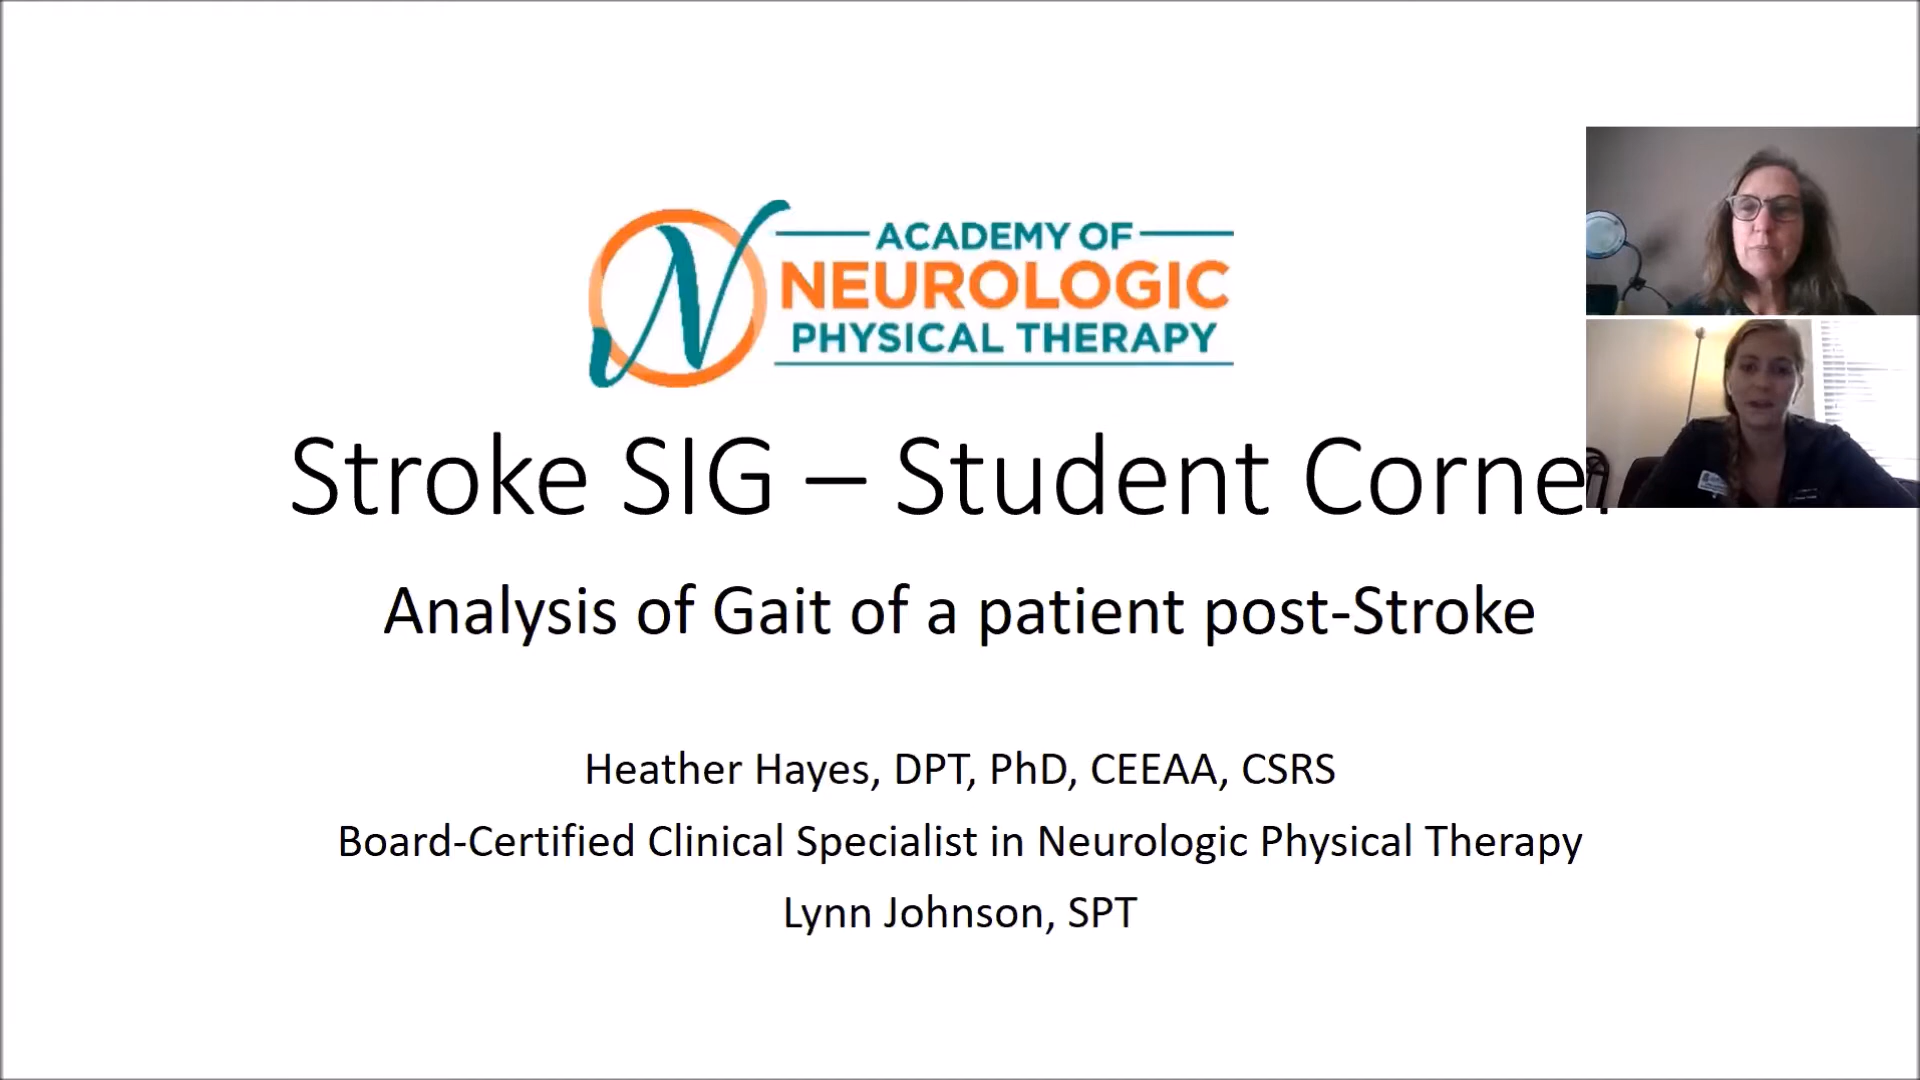 ACADEMY OF
NEUROLOGIC
PHYSICAL THERAPY
Stroke SIG – Student Corner
Analysis of Gait of a patient post-Stroke
Heather Hayes, DPT, PhD, CEEAA, CSRS
Board-Certified Clinical Specialist in Neurologic Physical Therapy
Lynn Johnson, SPT